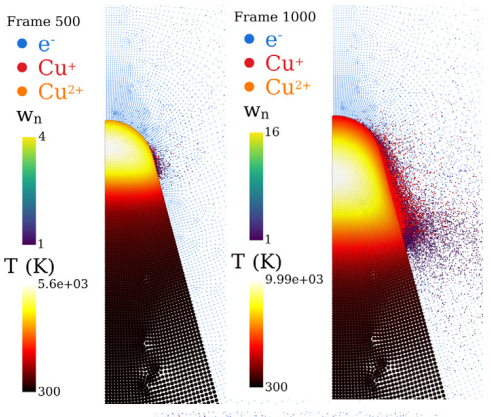 Frame 500
e-
Cu+
Cu2+
wn
4
1
T (K)
5.6e+03
300
Frame 1000
e-
Cu+
Cu2+
wn
16
1
T (K)
9.99e+03
300